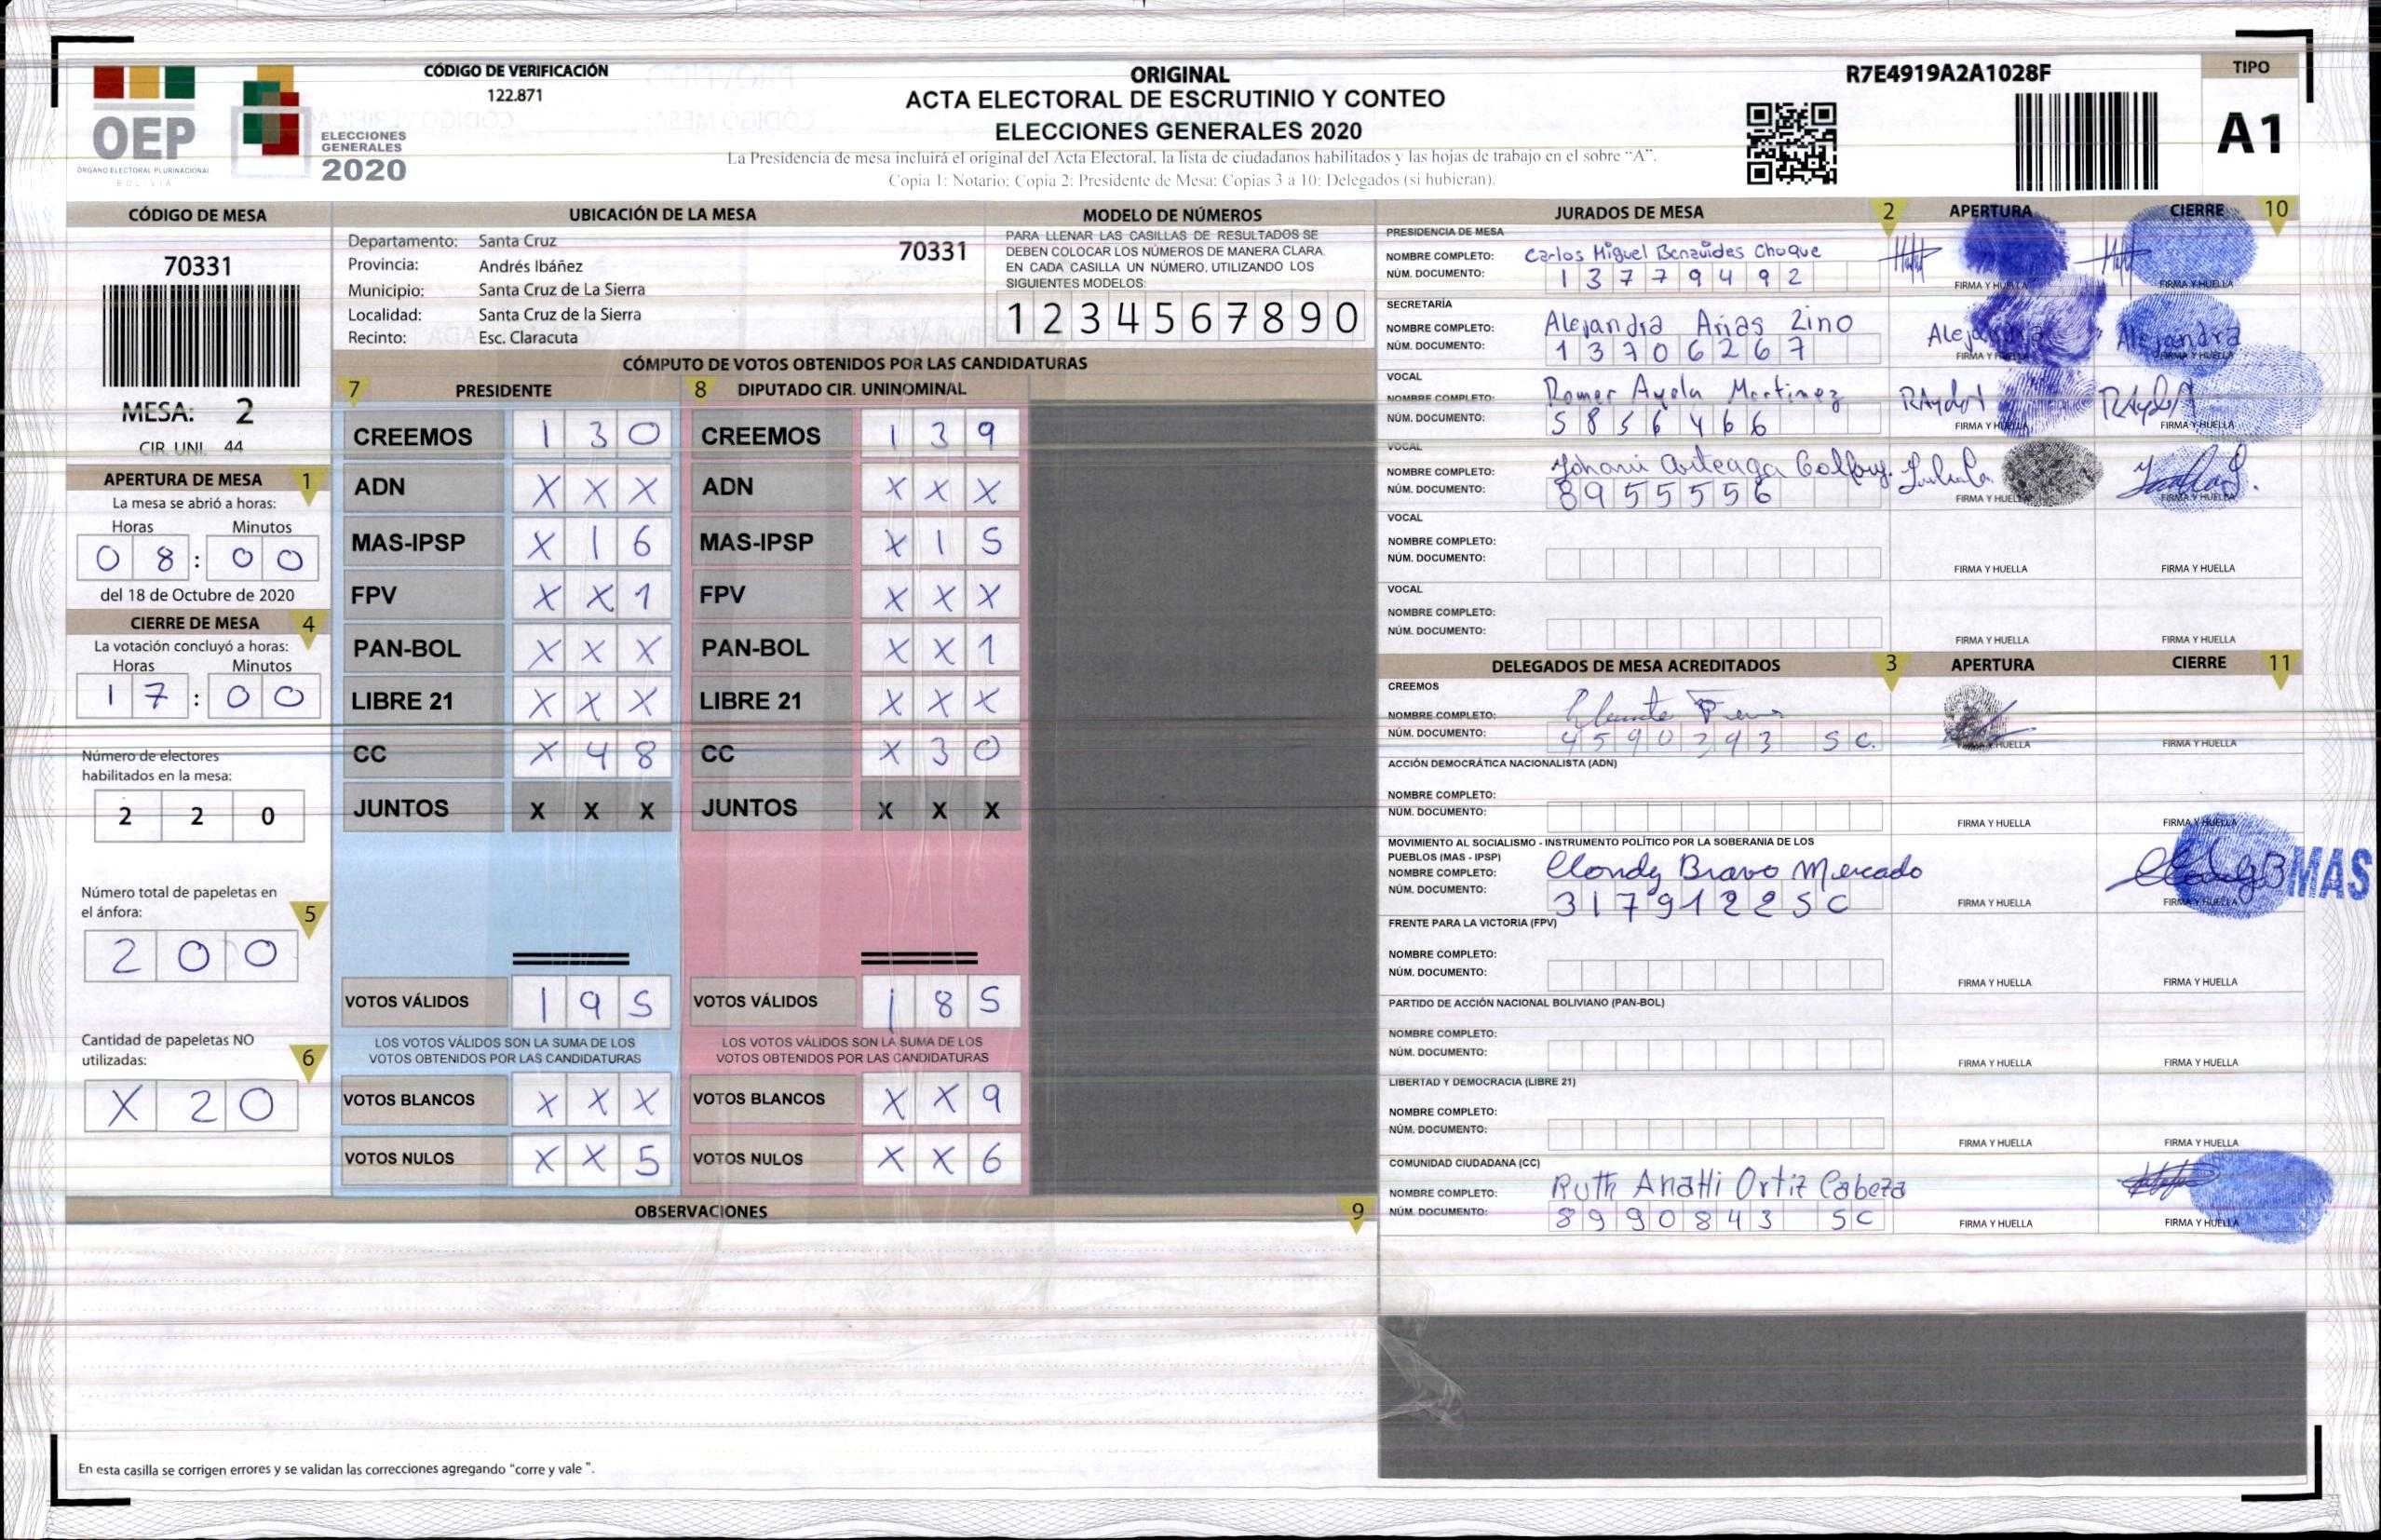 OEP
ÓRGANO ELECTORAL PLURINACIONAL
BOLIVIA
ELECCIONES
GENERALES
2020
CÓDIGO DE VERIFICACIÓN
122.871
ORIGINAL
ACTA ELECTORAL DE ESCRUTINIO Y CONTEO
ELECCIONES GENERALES 2020
La Presidencia de mesa incluirá el original del Acta Electoral, la lista de ciudadanos habilitados y las hojas de trabajo en el sobre “A”.
Copia 1: Notario; Copia 2: Presidente de Mesa; Copias 3 a 10: Delegados (si hubieran).
R7E4919A2A1028F
TIPO
A1
CÓDIGO DE MESA
70331
MESA: 2
CIR. UNI. 44
APERTURA DE MESA 1
La mesa se abrió a horas:
Horas Minutos
0 8 : 0 0
del 18 de Octubre de 2020
CIERRE DE MESA 4
La votación concluyó a horas:
Horas Minutos
1 7 : 0 0
Número de electores
habilitados en la mesa:
2 2 0
Número total de papeletas en
el ánfora: 5
2 0 0
Cantidad de papeletas NO
utilizadas: 6
X 2 0
UBICACIÓN DE LA MESA
Departamento: Santa Cruz 70331
Provincia: Andrés Ibáñez
Municipio: Santa Cruz de La Sierra
Localidad: Santa Cruz de la Sierra
Recinto: Esc. Claracuta
MODELO DE NÚMEROS
PARA LLENAR LAS CASILLAS DE RESULTADOS SE
DEBEN COLOCAR LOS NÚMEROS DE MANERA CLARA.
EN CADA CASILLA UN NÚMERO, UTILIZANDO LOS
SIGUIENTES MODELOS:
1 2 3 4 5 6 7 8 9 0
CÓMPUTO DE VOTOS OBTENIDOS POR LAS CANDIDATURAS
7 PRESIDENTE 8 DIPUTADO CIR. UNINOMINAL
CREEMOS 1 3 0 CREEMOS 1 3 9
ADN X X X ADN X X X
MAS-IPSP X 1 6 MAS-IPSP X 1 5
FPV X X 1 FPV X X X
PAN-BOL X X X PAN-BOL X X 1
LIBRE 21 X X X LIBRE 21 X X X
CC X 4 8 CC X 3 0
JUNTOS X X X JUNTOS X X X
VOTOS VÁLIDOS 1 9 5 VOTOS VÁLIDOS 1 8 5
LOS VOTOS VÁLIDOS SON LA SUMA DE LOS LOS VOTOS VÁLIDOS SON LA SUMA DE LOS
VOTOS OBTENIDOS POR LAS CANDIDATURAS VOTOS OBTENIDOS POR LAS CANDIDATURAS
VOTOS BLANCOS X X X VOTOS BLANCOS X X 9
VOTOS NULOS X X 5 VOTOS NULOS X X 6
OBSERVACIONES 9
En esta casilla se corrigen errores y se validan las correcciones agregando “corre y vale ”.
JURADOS DE MESA 2 APERTURA CIERRE 10
PRESIDENCIA DE MESA
NOMBRE COMPLETO: Carlos Miguel Benavides Choque
NÚM. DOCUMENTO: 1 3 7 7 9 4 9 2 FIRMA Y HUELLA FIRMA Y HUELLA
SECRETARÍA
NOMBRE COMPLETO: Alejandra Arias Zino Alejandra Alejandra
NÚM. DOCUMENTO: 1 3 7 0 6 2 6 7 FIRMA Y HUELLA FIRMA Y HUELLA
VOCAL
NOMBRE COMPLETO: Romer Ayala Martinez
NÚM. DOCUMENTO: 5 8 5 6 4 6 6 FIRMA Y HUELLA FIRMA Y HUELLA
VOCAL
NOMBRE COMPLETO: Arteaga
NÚM. DOCUMENTO: 8 9 5 5 5 5 6 FIRMA Y HUELLA FIRMA Y HUELLA
VOCAL
NOMBRE COMPLETO:
NÚM. DOCUMENTO: FIRMA Y HUELLA FIRMA Y HUELLA
VOCAL
NOMBRE COMPLETO:
NÚM. DOCUMENTO: FIRMA Y HUELLA FIRMA Y HUELLA
DELEGADOS DE MESA ACREDITADOS 3 APERTURA CIERRE 11
CREEMOS
NOMBRE COMPLETO:
NÚM. DOCUMENTO: 4 5 9 0 2 9 3 S C. FIRMA Y HUELLA FIRMA Y HUELLA
ACCIÓN DEMOCRÁTICA NACIONALISTA (ADN)
NOMBRE COMPLETO:
NÚM. DOCUMENTO: FIRMA Y HUELLA FIRMA Y HUELLA
MOVIMIENTO AL SOCIALISMO - INSTRUMENTO POLÍTICO POR LA SOBERANIA DE LOS
PUEBLOS (MAS - IPSP)
NOMBRE COMPLETO: Clondy Bravo Mercado MAS
NÚM. DOCUMENTO: 3 1 7 9 1 2 2 S C FIRMA Y HUELLA FIRMA Y HUELLA
FRENTE PARA LA VICTORIA (FPV)
NOMBRE COMPLETO:
NÚM. DOCUMENTO: FIRMA Y HUELLA FIRMA Y HUELLA
PARTIDO DE ACCIÓN NACIONAL BOLIVIANO (PAN-BOL)
NOMBRE COMPLETO:
NÚM. DOCUMENTO: FIRMA Y HUELLA FIRMA Y HUELLA
LIBERTAD Y DEMOCRACIA (LIBRE 21)
NOMBRE COMPLETO:
NÚM. DOCUMENTO: FIRMA Y HUELLA FIRMA Y HUELLA
COMUNIDAD CIUDADANA (CC)
NOMBRE COMPLETO: Ruth Anahi Ortiz Cabeza
NÚM. DOCUMENTO: 8 9 9 0 8 4 3 S C FIRMA Y HUELLA FIRMA Y HUELLA